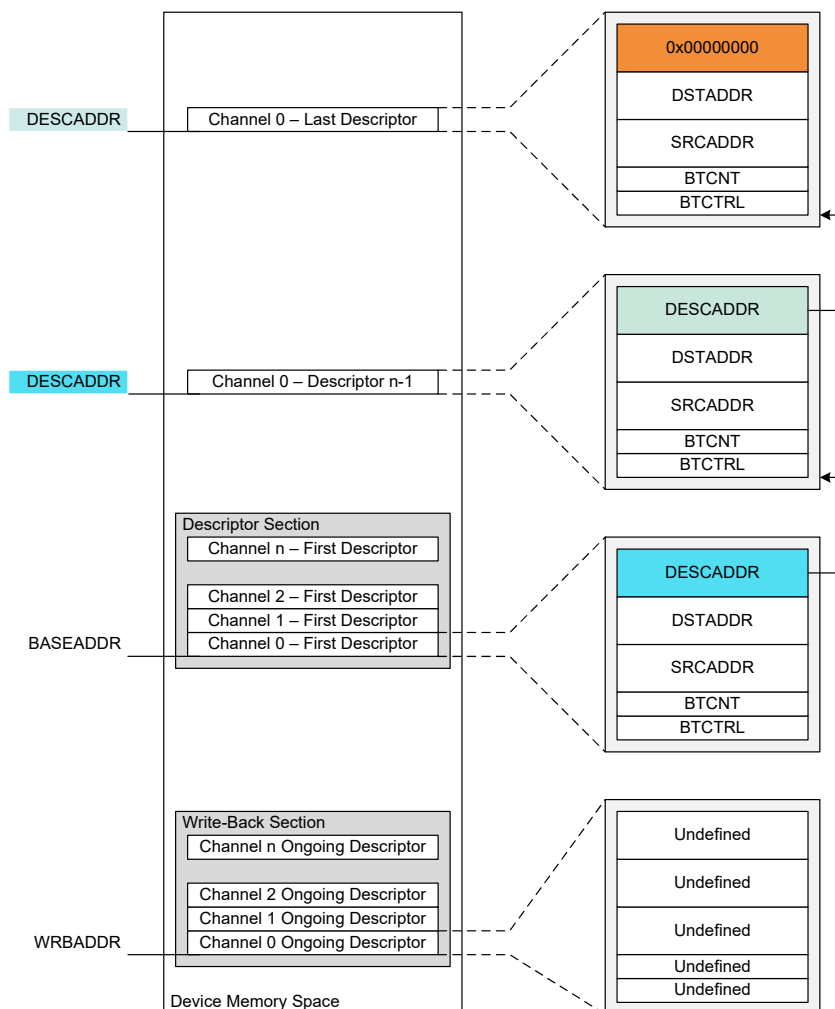 0x00000000
DSTADDR
SRCADDR
BTCNT
BTCTRL
DESCADDR
Channel 0 – Last Descriptor
DESCADDR
DSTADDR
SRCADDR
BTCNT
BTCTRL
DESCADDR
Channel 0 – Descriptor n-1
Descriptor Section
Channel n – First Descriptor
Channel 2 – First Descriptor
Channel 1 – First Descriptor
Channel 0 – First Descriptor
BASEADDR
DESCADDR
DSTADDR
SRCADDR
BTCNT
BTCTRL
Write-Back Section
Channel n Ongoing Descriptor
Channel 2 Ongoing Descriptor
Channel 1 Ongoing Descriptor
Channel 0 Ongoing Descriptor
WRBADDR
Undefined
Undefined
Undefined
Undefined
Undefined
Device Memory Space